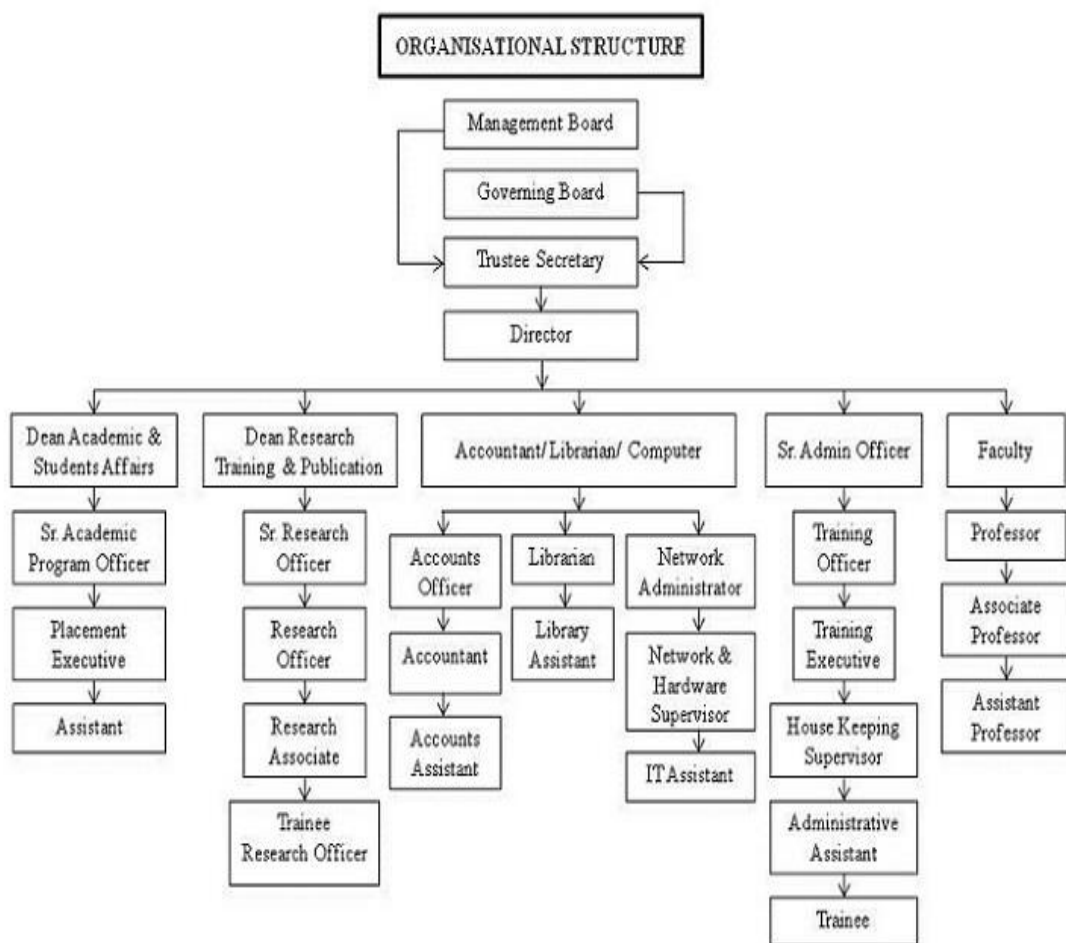 ORGANISATIONAL STRUCTURE
Management Board
Governing Board
Trustee Secretary
Director
Dean Academic &
Students Affairs
Dean Research
Training & Publication
Accountant/ Librarian/ Computer
Sr. Admin Officer
Faculty
Sr. Academic
Program Officer
Placement
Executive
Assistant
Sr. Research
Officer
Research
Officer
Research
Associate
Trainee
Research Officer
Accounts
Officer
Accountant
Accounts
Assistant
Librarian
Library
Assistant
Network
Administrator
Network &
Hardware
Supervisor
IT Assistant
Training
Officer
Training
Executive
House Keeping
Supervisor
Administrative
Assistant
Trainee
Professor
Associate
Professor
Assistant
Professor